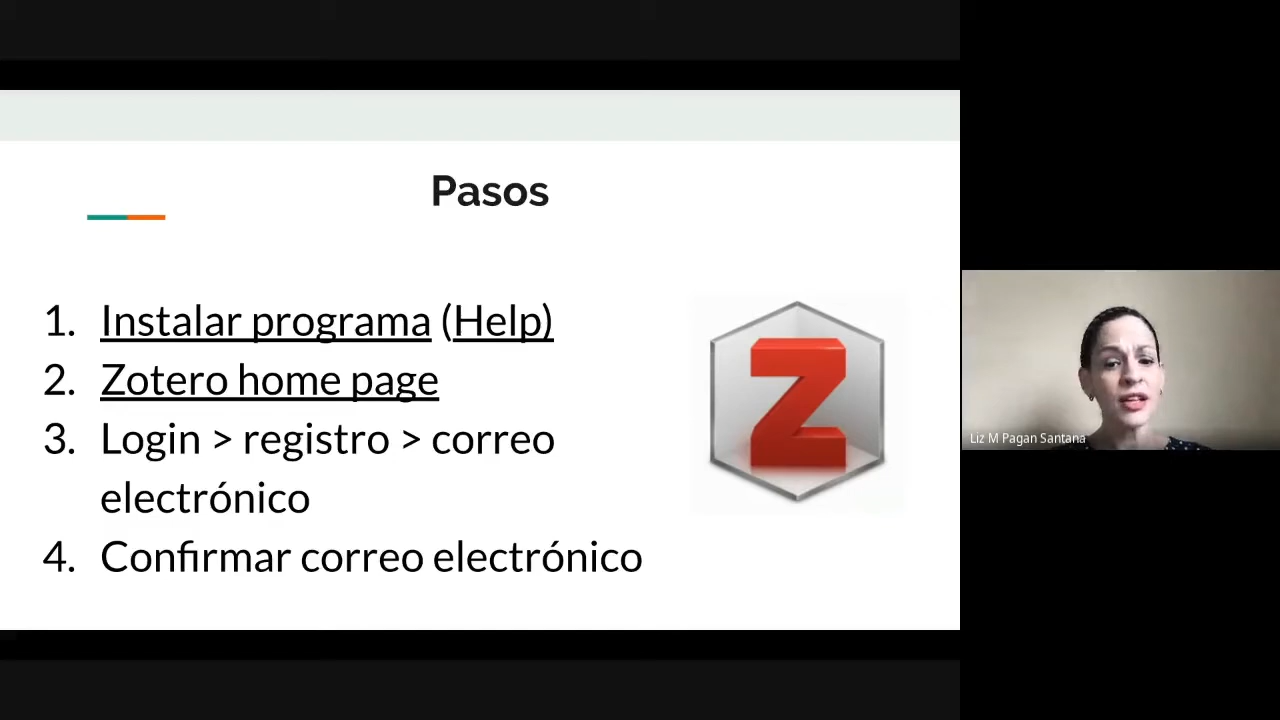 Pasos
1. Instalar programa (Help)
2. Zotero home page
3. Login > registro > correo
electrónico
4. Confirmar correo electrónico
Z
Liz M Pagan Santana